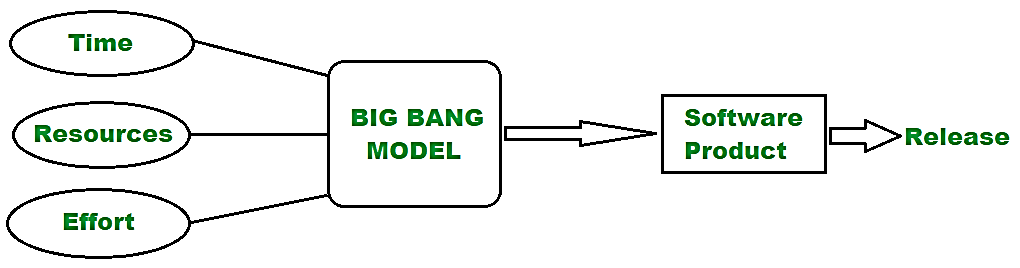 Time
Resources
Effort
BIG BANG
MODEL
Software
Product
Release